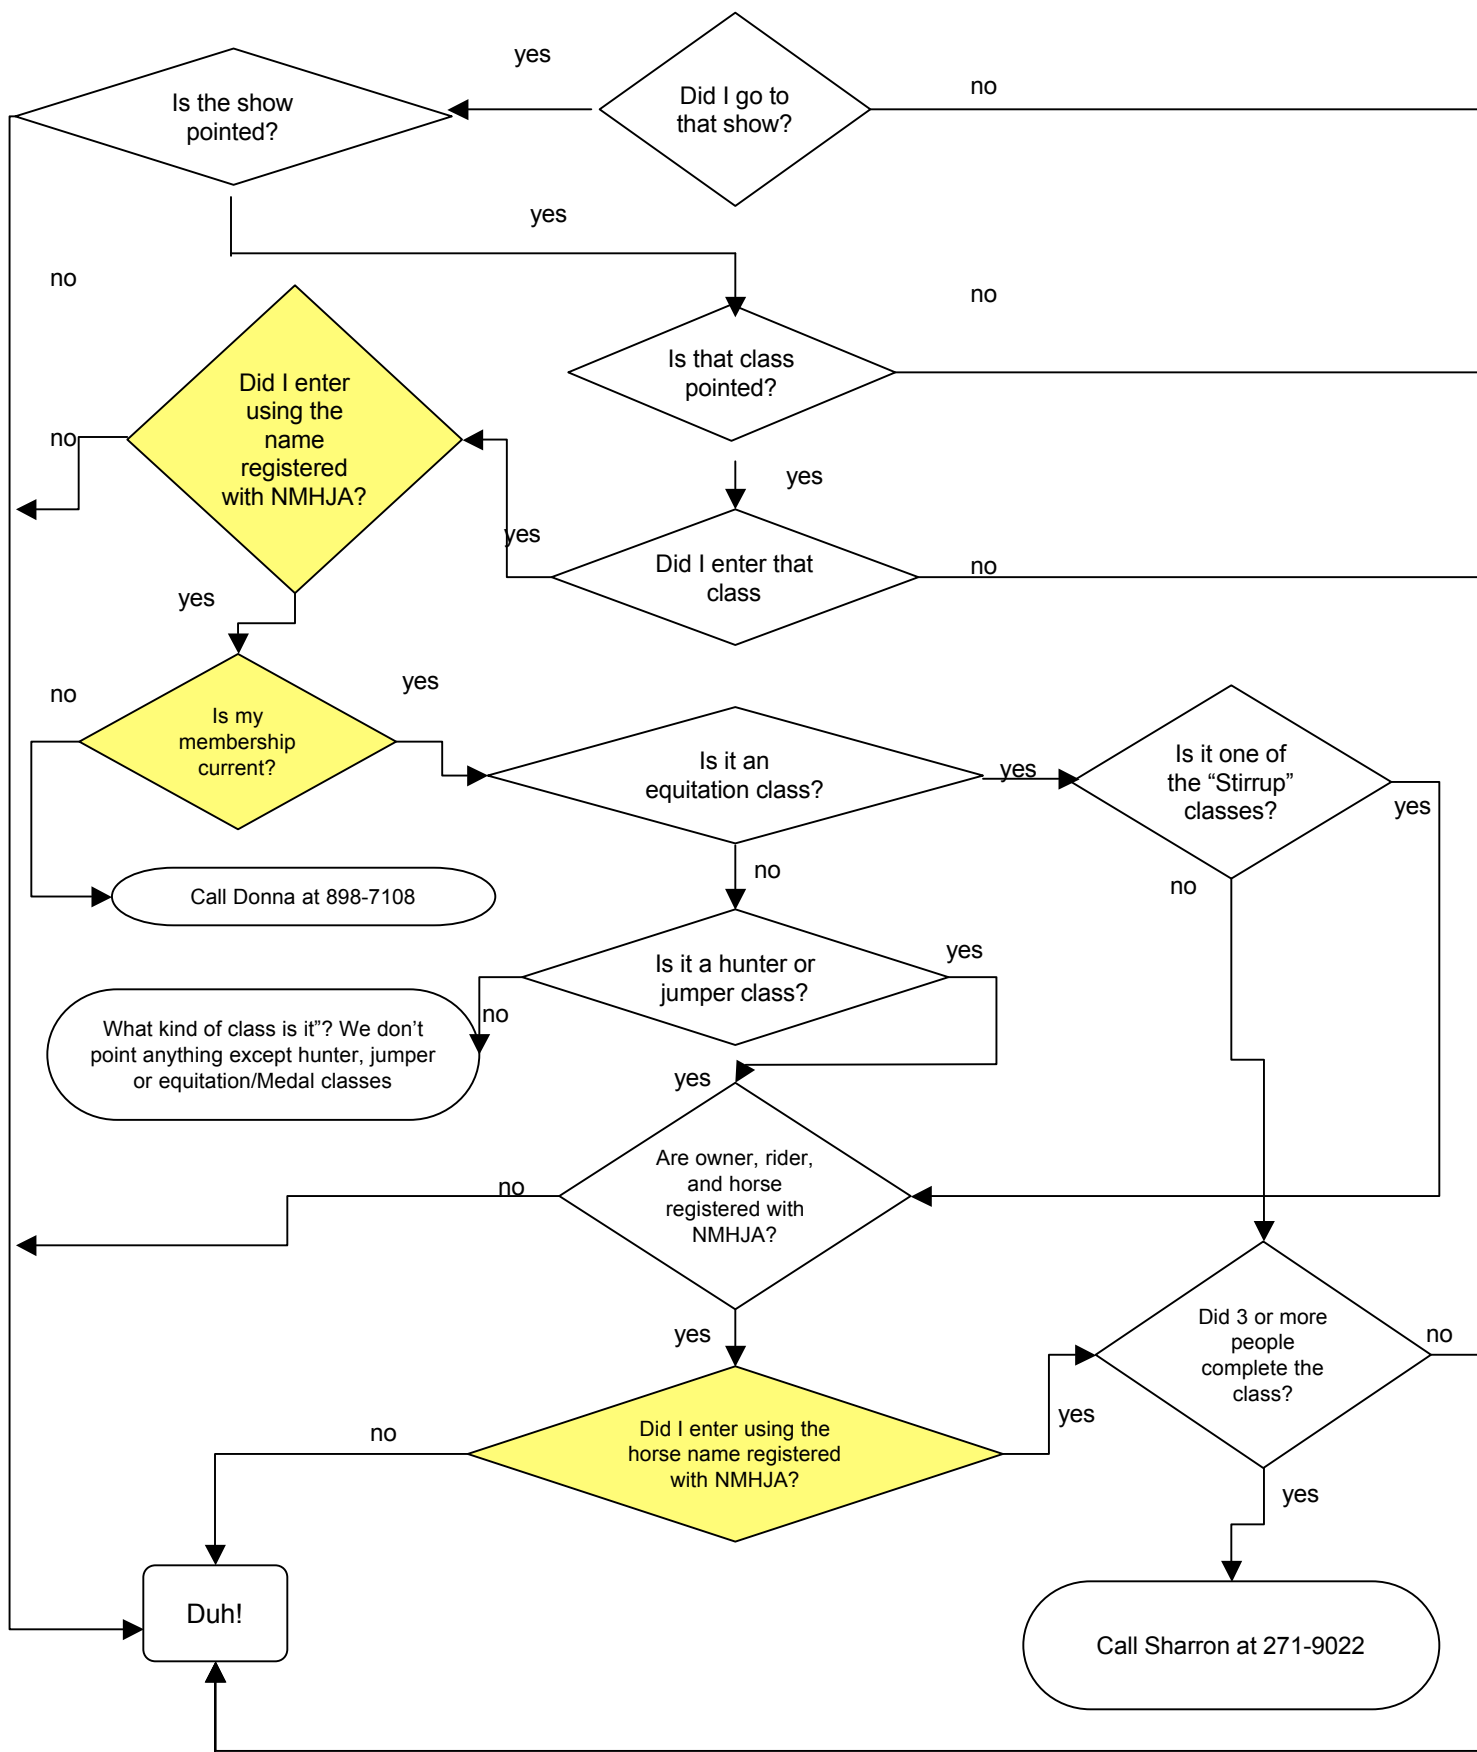 yes
Did I go to
that show?
no
Is the show
pointed?
yes
no
no
Is that class
pointed?
Did I enter
using the
name
registered
with NMHJA?
no
yes
yes
Did I enter that
class
no
yes
no
Is my
membership
current?
yes
Is it an
equitation class?
yes
Is it one of
the “Stirrup”
classes?
yes
no
Call Donna at 898-7108
no
Is it a hunter or
jumper class?
yes
no
What kind of class is it”? We don’t
point anything except hunter, jumper
or equitation/Medal classes
yes
Are owner, rider,
and horse
registered with
NMHJA?
no
yes
Did 3 or more
people
complete the
class?
no
no
Did I enter using the
horse name registered
with NMHJA?
yes
yes
Duh!
Call Sharron at 271-9022